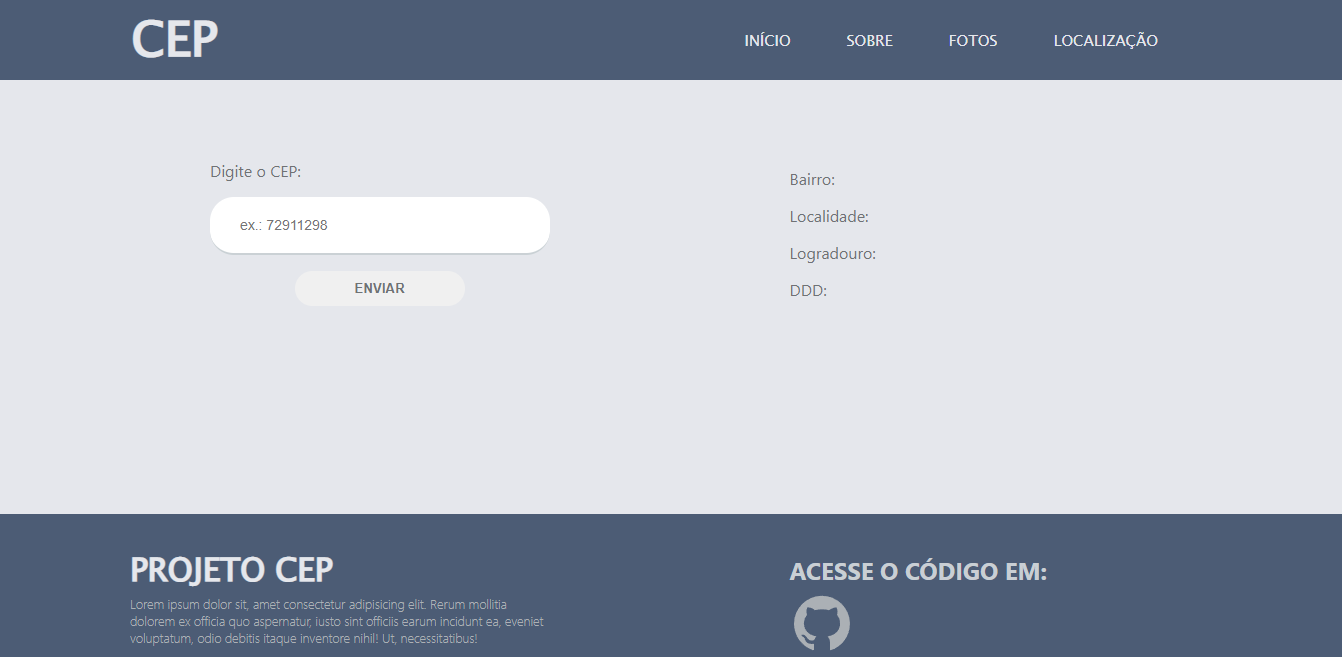 CEP
INÍCIO SOBRE FOTOS LOCALIZAÇÃO
Digite o CEP:
ex.: 72911298
ENVIAR
Bairro:
Localidade:
Logradouro:
DDD:
PROJETO CEP
Lorem ipsum dolor sit, amet consectetur adipisicing elit. Rerum mollitia
dolorem ex officia quo aspernatur, iusto sint officiis earum incidunt ea, eveniet
voluptatum, odio debitis itaque inventore nihil! Ut, necessitatibus!
ACESSE O CÓDIGO EM: